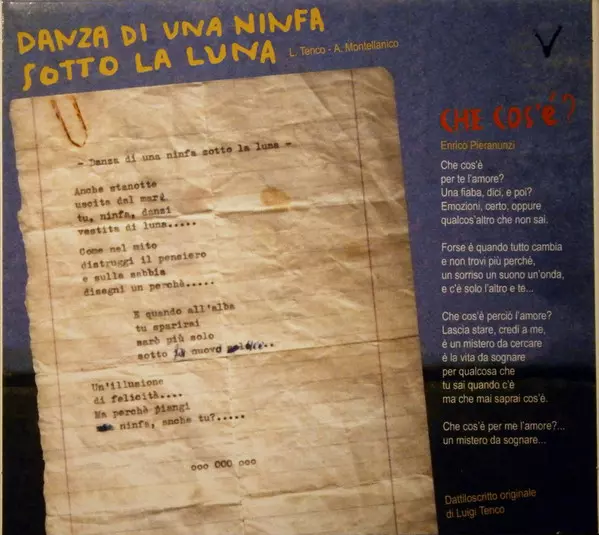 DANZA DI UNA NINFA
SOTTO LA LUNA L. Tenco - A. Montellanico
V
- Danza di una ninfa sotto la luna -
Anche stanotte
uscita dal mare
tu, ninfa, danzi
vestita di luna.....
Come nel mito
distruggi il pensiero
e sulla sabbia
disegni un perchè.....
E quando all'alba
tu sparirai
sarò più solo
sotto nuovo
Un'illusione
di felicità....
Ma perchè piangi
ninfa, anche tu?.....
ooo OOO ooo
CHE COS'é?
Enrico Pieranunzi
Che cos'è
per te l'amore?
Una fiaba, dici, e poi?
Emozioni, certo, oppure
qualcos'altro che non sai.
Forse è quando tutto cambia
e non trovi più perchè,
un sorriso un suono un'onda,
e c'è solo l'altro e te...
Che cos'è perciò l'amore?
Lascia stare, credi a me,
è un mistero da cercare
è la vita da sognare
per qualcosa che
tu sai quando c'è
ma che mai saprai cos'è.
Che cos'è per me l'amore?...
un mistero da sognare...
Dattiloscritto originale
di Luigi Tenco